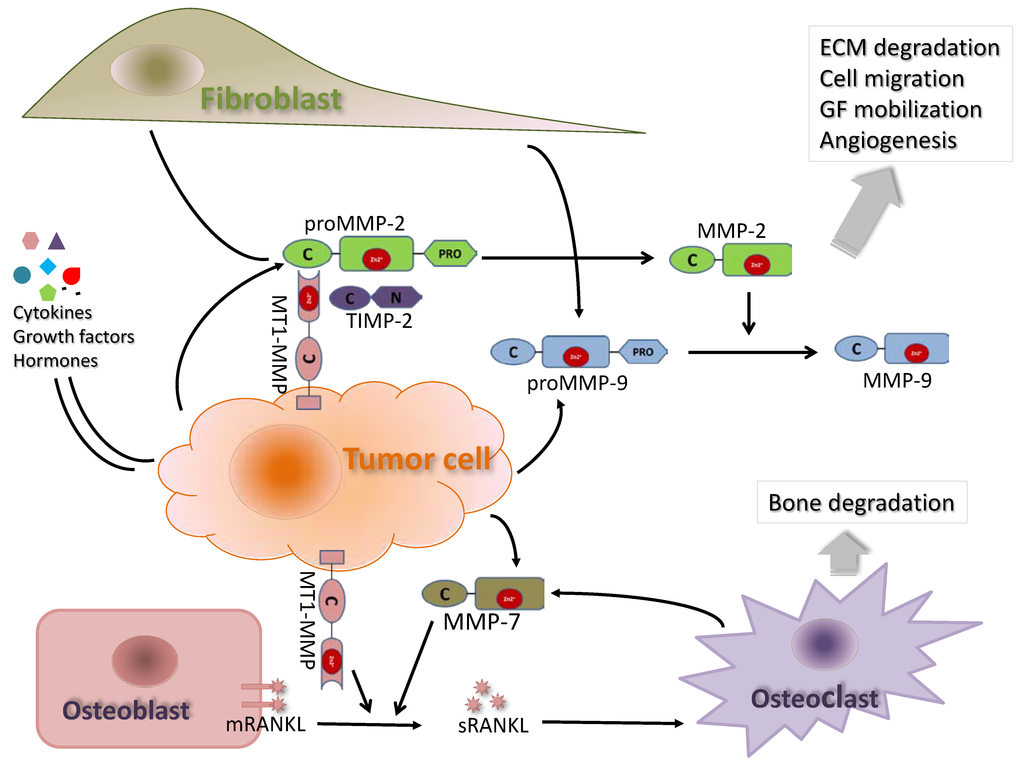 ECM degradation
Cell migration
GF mobilization
Angiogenesis
Fibroblast
proMMP-2
C
Zn2+
PRO
MMP-2
C
Zn2+
Zn2+
C
N
TIMP-2
MT1-MMP
C
Cytokines
Growth factors
Hormones
C
Zn2+
PRO
proMMP-9
C
Zn2+
MMP-9
Tumor cell
Bone degradation
MT1-MMP
C
Zn2+
C
Zn2+
MMP-7
Osteoblast
mRANKL
sRANKL
Osteoclast